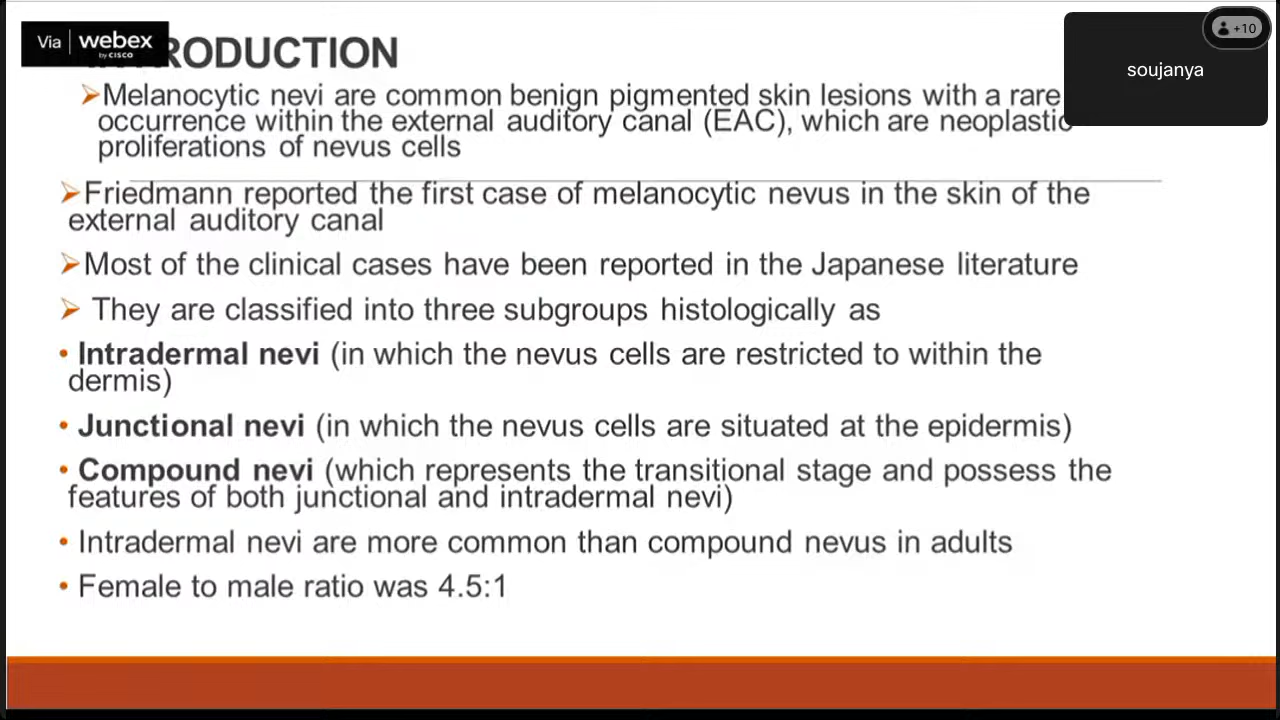 Via webex
by CISCO
RODUCTION
+10
soujanya
➢Melanocytic nevi are common benign pigmented skin lesions with a rare
occurrence within the external auditory canal (EAC), which are neoplastic
proliferations of nevus cells
➢Friedmann reported the first case of melanocytic nevus in the skin of the
external auditory canal
➢Most of the clinical cases have been reported in the Japanese literature
➢ They are classified into three subgroups histologically as
• Intradermal nevi (in which the nevus cells are restricted to within the
dermis)
• Junctional nevi (in which the nevus cells are situated at the epidermis)
• Compound nevi (which represents the transitional stage and possess the
features of both junctional and intradermal nevi)
• Intradermal nevi are more common than compound nevus in adults
• Female to male ratio was 4.5:1